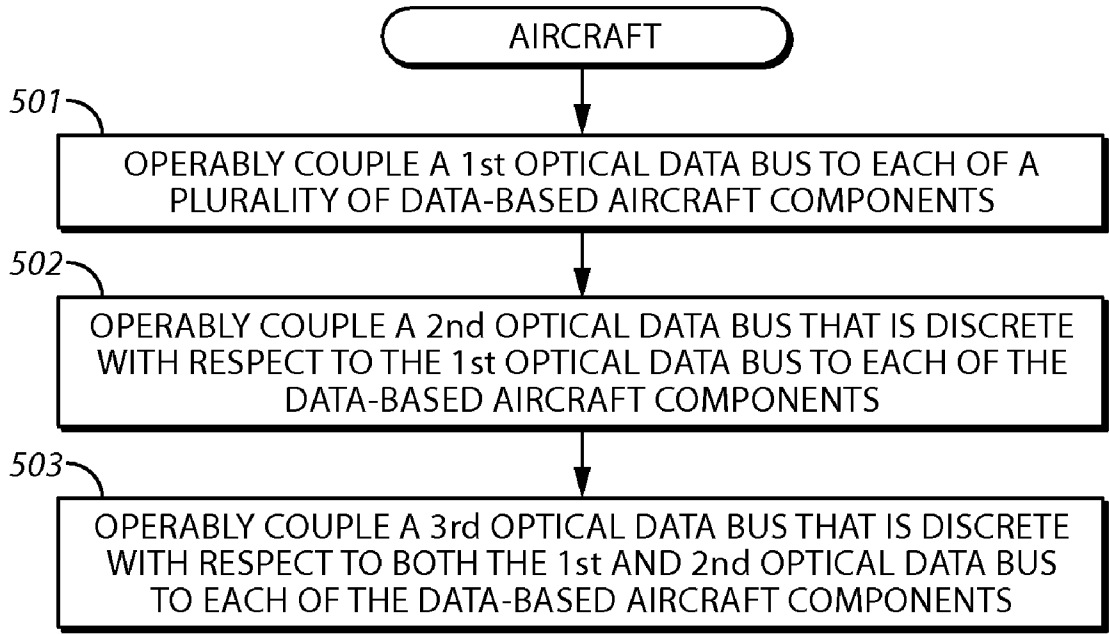 AIRCRAFT
501
OPERABLY COUPLE A 1st OPTICAL DATA BUS TO EACH OF A
PLURALITY OF DATA-BASED AIRCRAFT COMPONENTS
502
OPERABLY COUPLE A 2nd OPTICAL DATA BUS THAT IS DISCRETE
WITH RESPECT TO THE 1st OPTICAL DATA BUS TO EACH OF THE
DATA-BASED AIRCRAFT COMPONENTS
503
OPERABLY COUPLE A 3rd OPTICAL DATA BUS THAT IS DISCRETE
WITH RESPECT TO BOTH THE 1st AND 2nd OPTICAL DATA BUS
TO EACH OF THE DATA-BASED AIRCRAFT COMPONENTS